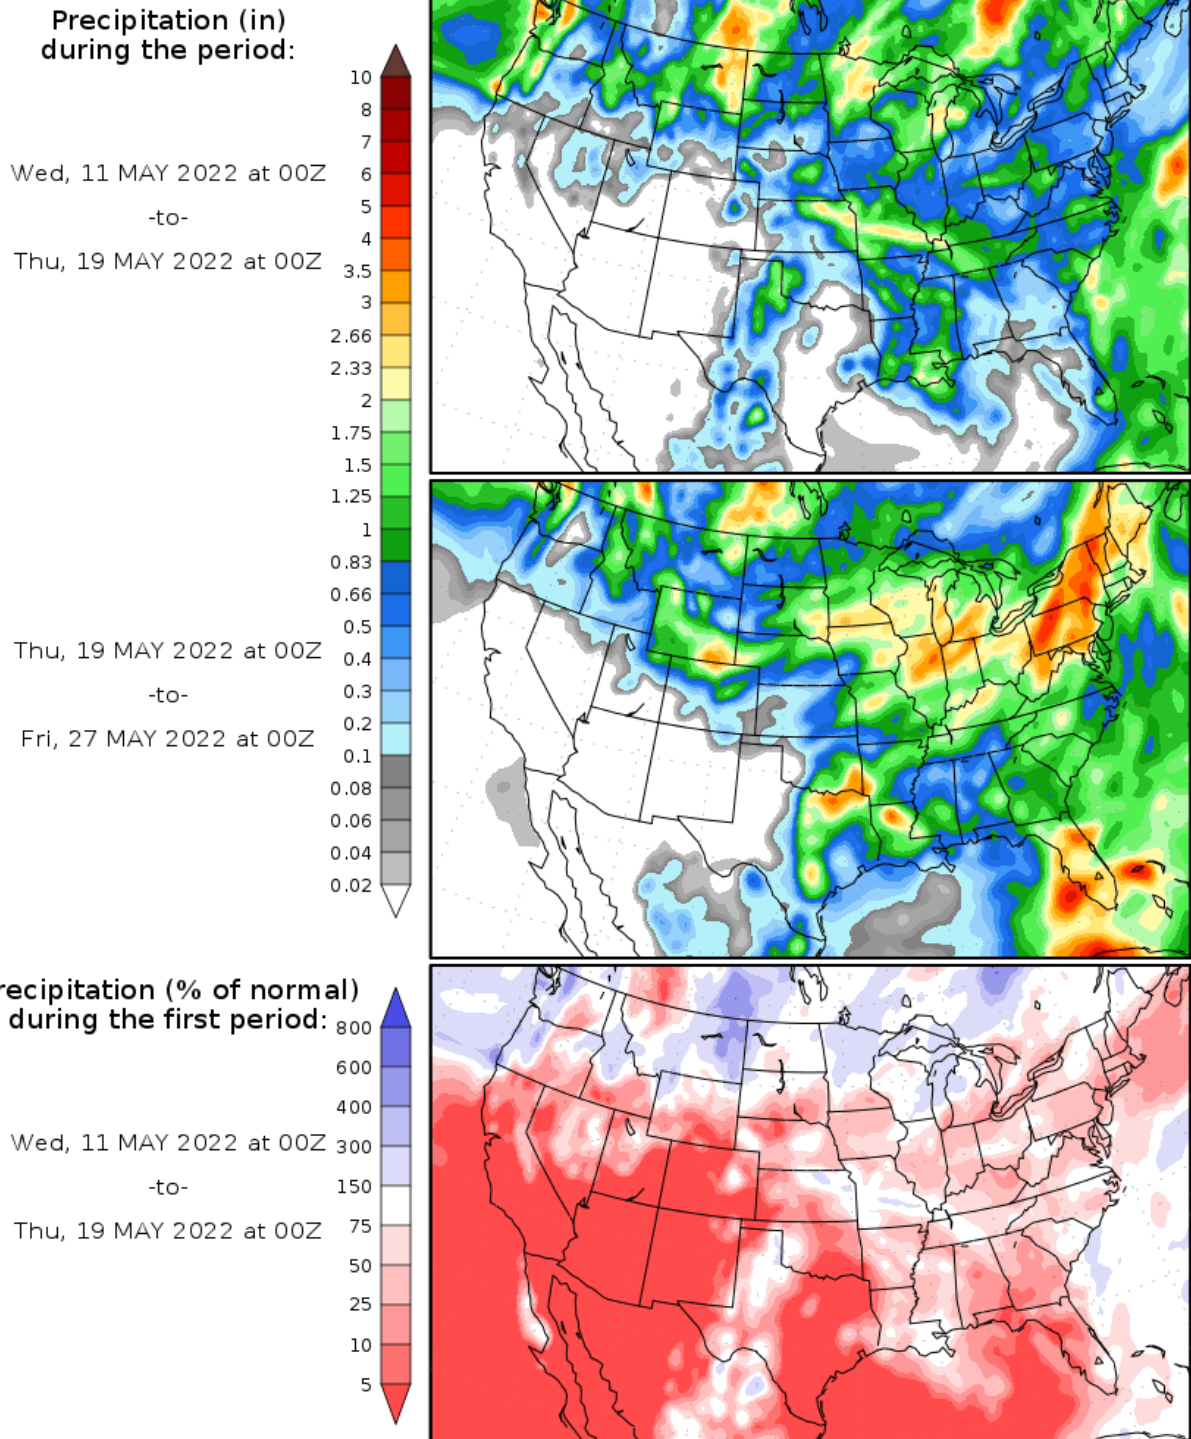 Precipitation (in)
during the period:
10
8
7
6
5
4
3.5
3
2.66
2.33
2
1.75
1.5
1.25
1
0.83
0.66
0.5
0.4
0.3
0.2
0.1
0.08
0.06
0.04
0.02
Wed, 11 MAY 2022 at 00Z
-to-
Thu, 19 MAY 2022 at 00Z
Thu, 19 MAY 2022 at 00Z
-to-
Fri, 27 MAY 2022 at 00Z
recipitation (% of normal)
during the first period:
800
600
400
300
150
75
50
25
10
5
Wed, 11 MAY 2022 at 00Z
-to-
Thu, 19 MAY 2022 at 00Z